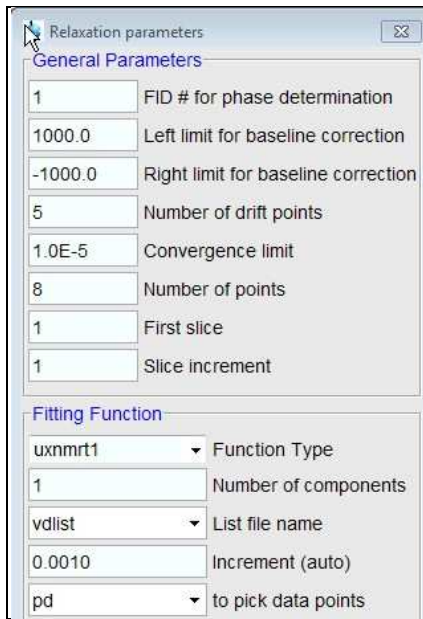 Relaxation parameters
General Parameters
1 FID # for phase determination
1000.0 Left limit for baseline correction
-1000.0 Right limit for baseline correction
5 Number of drift points
1.0E-5 Convergence limit
8 Number of points
1 First slice
1 Slice increment
Fitting Function
uxnmrt1 Function Type
1 Number of components
vdlist List file name
0.0010 Increment (auto)
pd to pick data points